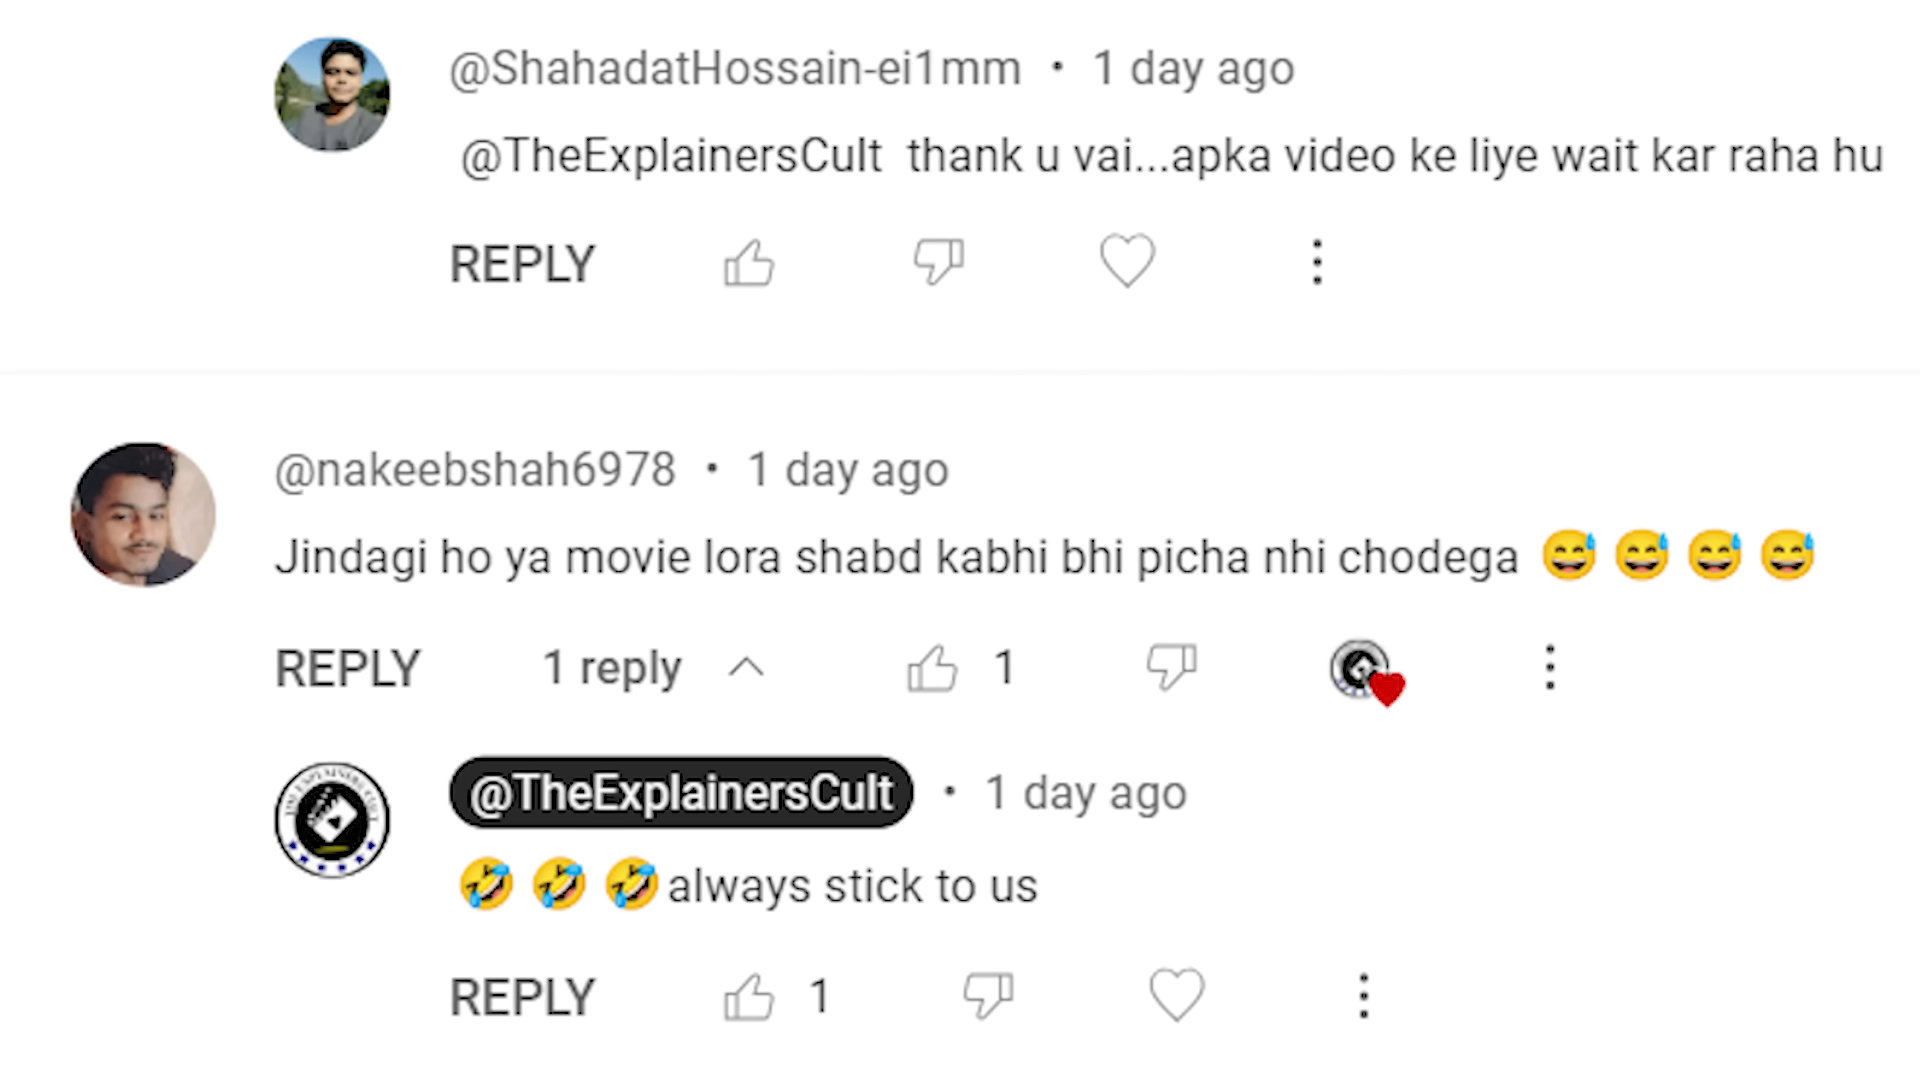 @ShahadatHossain-ei1mm • 1 day ago
@TheExplainersCult thank u vai...apka video ke liye wait kar raha hu
REPLY
@nakeebshah6978 • 1 day ago
Jindagi ho ya movie lora shabd kabhi bhi picha nhi chodega 😅 😅 😅 😅
REPLY 1 reply 1
@TheExplainersCult • 1 day ago
🤣 🤣 🤣 always stick to us
REPLY 1